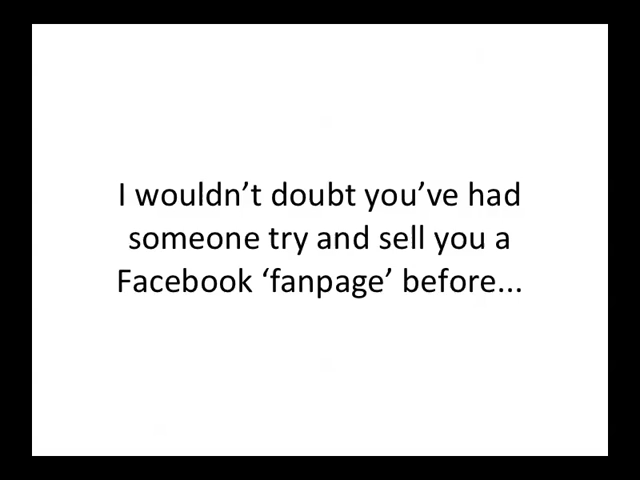 I wouldn’t doubt you’ve had
someone try and sell you a
Facebook ‘fanpage’ before...